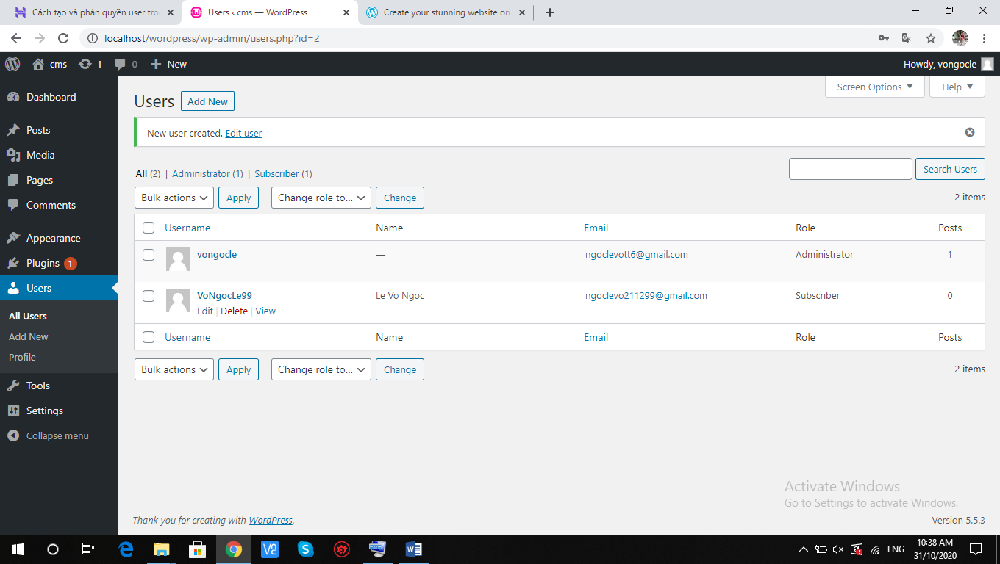 Cách tạo và phân quyền user tron
Users ‹ cms — WordPress
Create your stunning website on
localhost/wordpress/wp-admin/users.php?id=2
cms 1 0 New
Howdy, vongocle
Dashboard
Posts
Media
Pages
Comments
Appearance
Plugins 1
Users
All Users
Add New
Profile
Tools
Settings
Collapse menu
Screen Options Help
Users Add New
New user created. Edit user
All (2) | Administrator (1) | Subscriber (1)
Search Users
Bulk actions Apply Change role to... Change 2 items
Username Name Email Role Posts
vongocle — ngoclevott6@gmail.com Administrator 1
VoNgocLe99 Le Vo Ngoc ngoclevo211299@gmail.com Subscriber 0
Edit | Delete | View
Username Name Email Role Posts
Bulk actions Apply Change role to... Change 2 items
Activate Windows
Go to Settings to activate Windows.
Thank you for creating with WordPress. Version 5.5.3
ENG
10:38 AM
31/10/2020